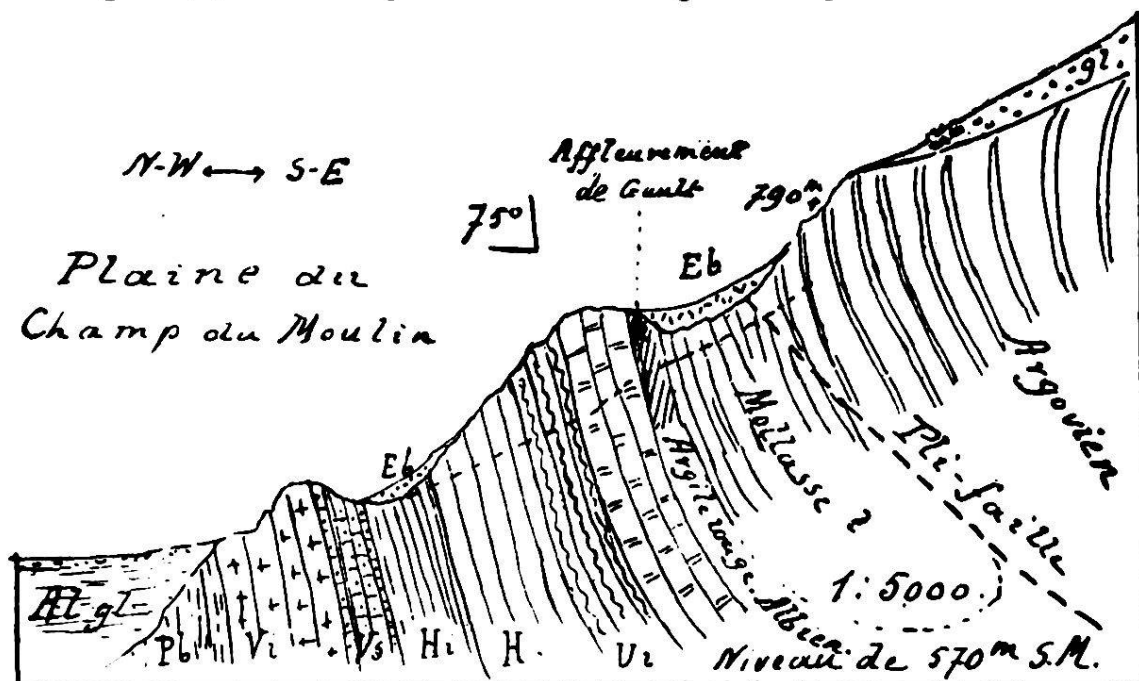 gl
N-W ⟷ S-E
Affleurement
de Gault
75°
790m
Plaine du
Champ du Moulin
Eb
Eb
Argovien
Pli-faille
Mollasse ?
Argile rouge. Albien.
1:5000.
Al-gl
Pb
Vi
Vs
Hi
H.
U2
Niveau de 570m S.M.